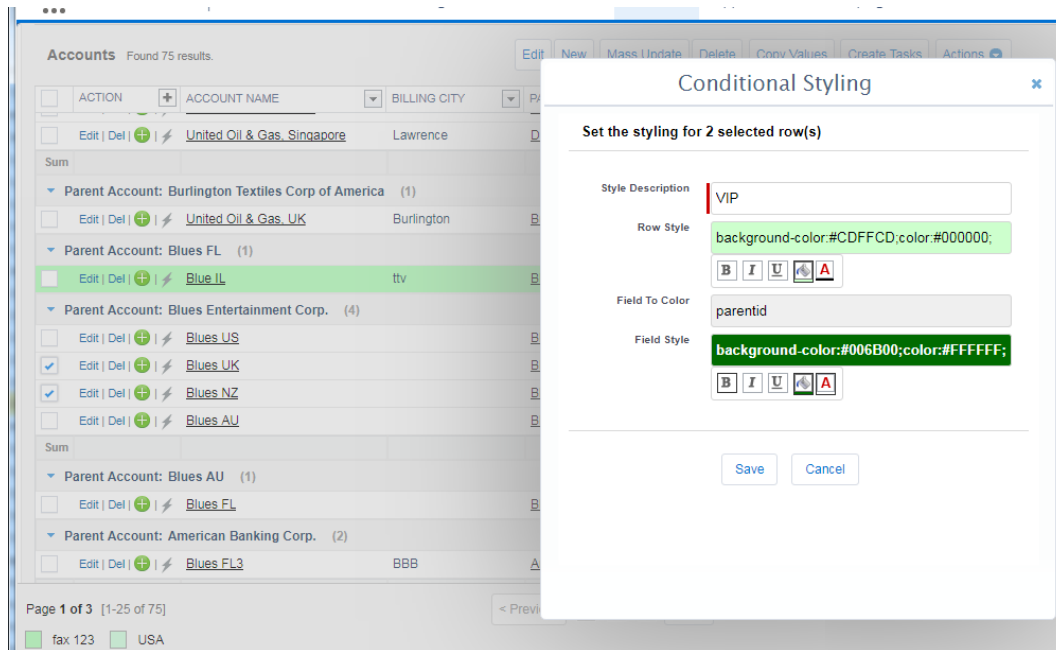 Accounts Found 75 results.
Edit New Mass Update Delete Copy Values Create Tasks Actions
ACTION ACCOUNT NAME BILLING CITY
Edit | Del | United Oil & Gas, Singapore Lawrence D
Sum
Parent Account: Burlington Textiles Corp of America (1)
Edit | Del | United Oil & Gas, UK Burlington B
Parent Account: Blues FL (1)
Edit | Del | Blue IL ttv B
Parent Account: Blues Entertainment Corp. (4)
Edit | Del | Blues US B
Edit | Del | Blues UK B
Edit | Del | Blues NZ B
Edit | Del | Blues AU B
Sum
Parent Account: Blues AU (1)
Edit | Del | Blues FL B
Parent Account: American Banking Corp. (2)
Edit | Del | Blues FL3 BBB A
Page 1 of 3 [1-25 of 75]
< Previ
fax 123 USA
Conditional Styling
Set the styling for 2 selected row(s)
Style Description VIP
Row Style background-color:#CDFFCD;color:#000000;
B I U A
Field To Color parentid
Field Style background-color:#006B00;color:#FFFFFF;
B I U A
Save Cancel